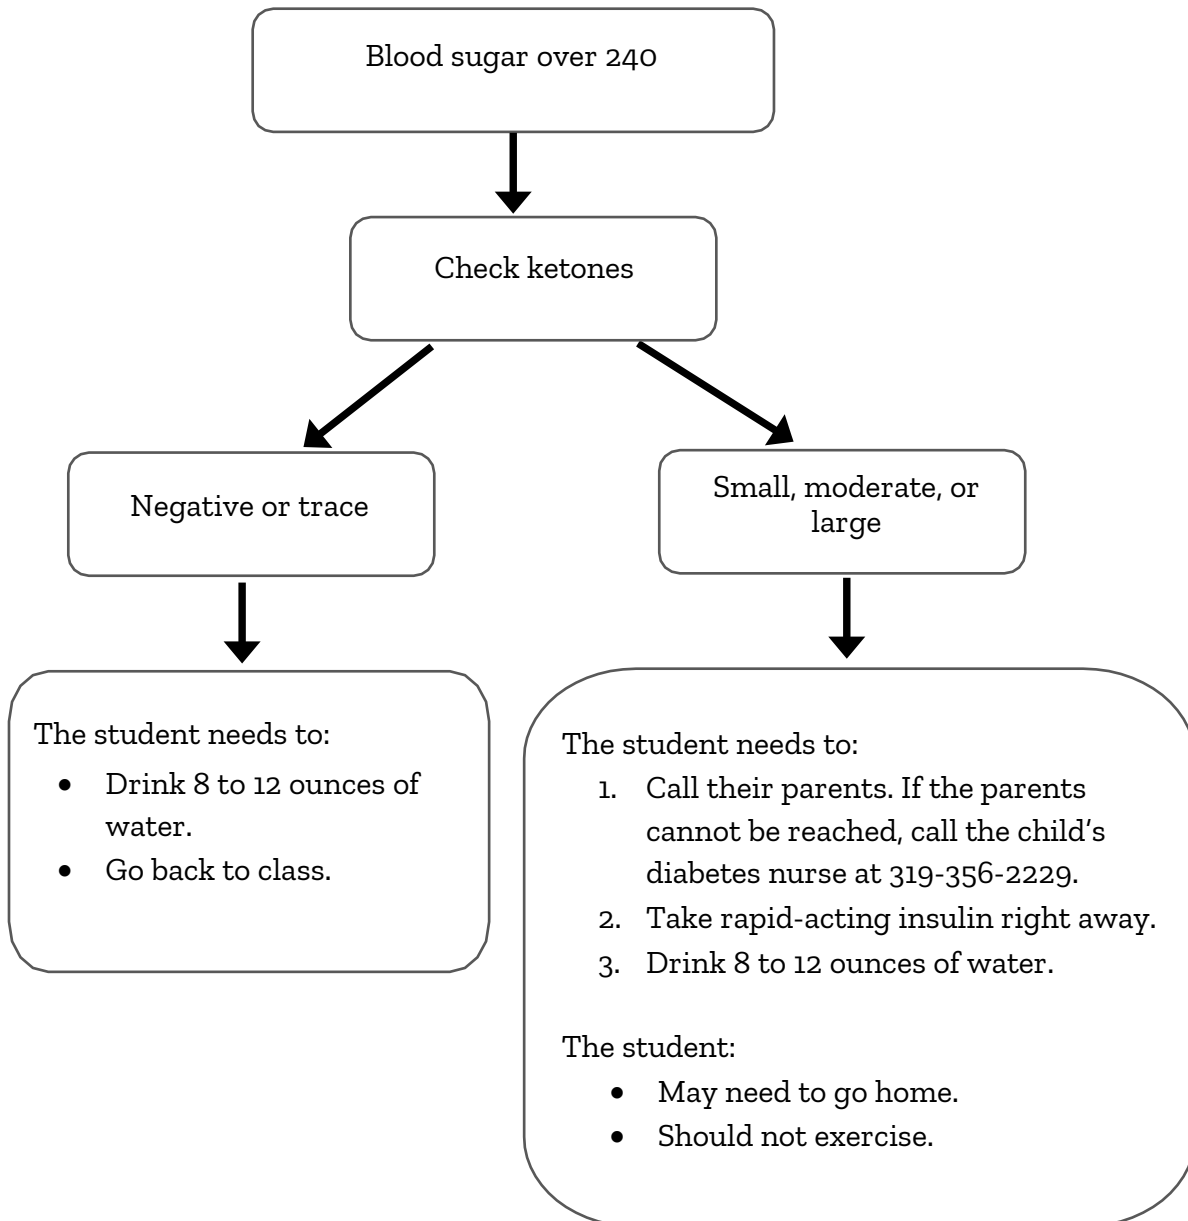 Blood sugar over 240
Check ketones
Negative or trace
Small, moderate, or
large
The student needs to:
• Drink 8 to 12 ounces of
water.
• Go back to class.
The student needs to:
1. Call their parents. If the parents
cannot be reached, call the child’s
diabetes nurse at 319-356-2229.
2. Take rapid-acting insulin right away.
3. Drink 8 to 12 ounces of water.
The student:
• May need to go home.
• Should not exercise.